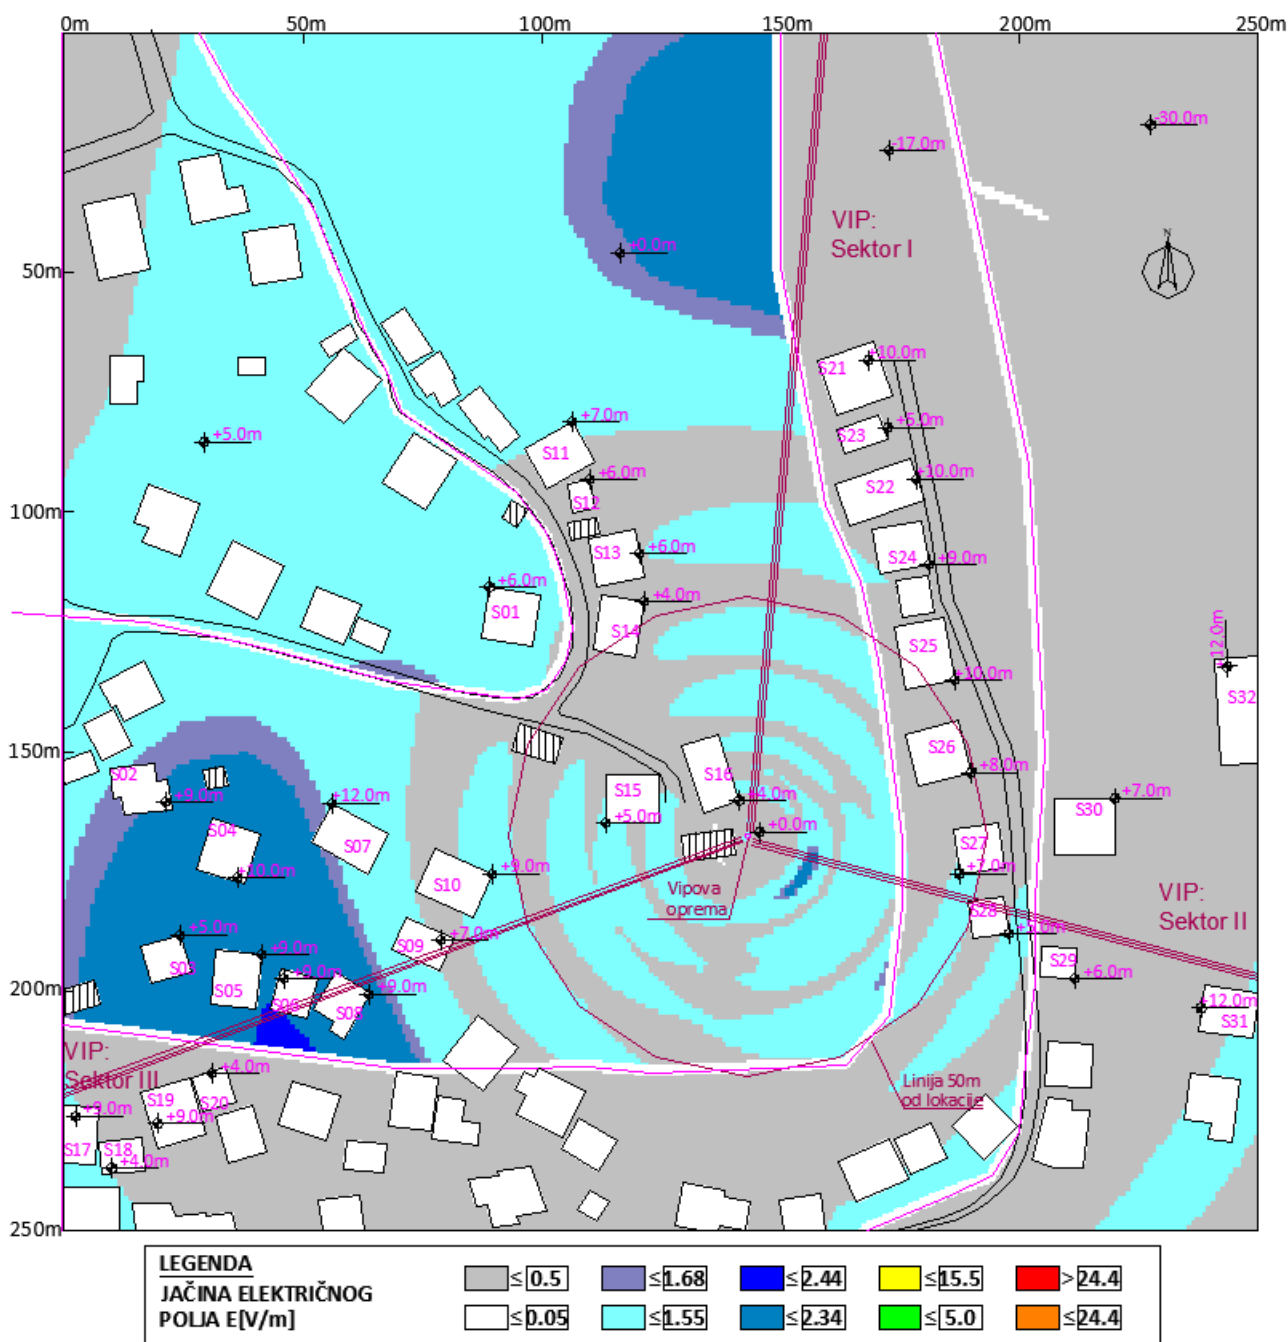 0m 50m 100m 150m 200m 250m
-30.0m
-17.0m
VIP:
Sektor I
N
+0.0m
50m
+10.0m
S21
+7.0m
+5.0m
S23
+5.0m
S11
+6.0m
+10.0m
S22
S12
100m
+6.0m
S13
S24
+9.0m
+6.0m
+4.0m
S01
S14
S25
12.0m
+10.0m
S32
150m
S26
S16
+8.0m
S02
+9.0m
+12.0m
S15
+4.0m
+7.0m
S30
S04
S07
+5.0m
+0.0m
S27
S10
+9.0m
+10.0m
Vipova
oprema
VIP:
Sektor II
S28
+5.0m
S09
+7.0m
S03
+9.0m
S29
S05
+9.0m
+6.0m
200m
S06
S08
+9.0m
+12.0m
S31
VIP:
Sektor III
+4.0m
Linija 50m
od lokacije
S19
S20
+9.0m
+9.0m
S17
S18
+4.0m
250m
LEGENDA
JAČINA ELEKTRIČNOG
POLJA E[V/m]
≤ 0.5 ≤1.68 ≤2.44 ≤15.5 >24.4
≤0.05 ≤1.55 ≤2.34 ≤ 5.0 ≤24.4